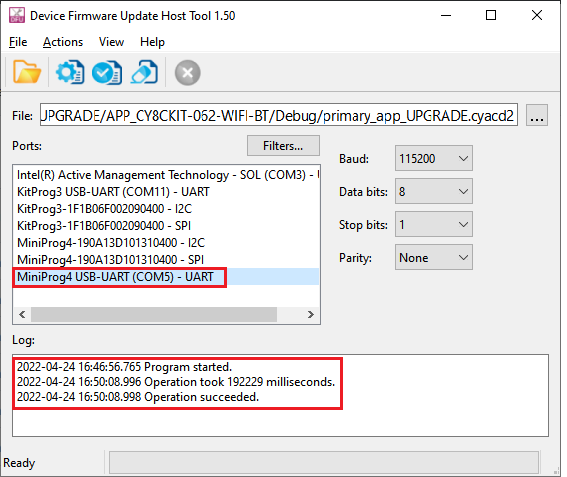 DFU Device Firmware Update Host Tool 1.50
File Actions View Help
File: UPGRADE/APP_CY8CKIT-062-WIFI-BT/Debug/primary_app_UPGRADE.cyacd2 ...
Ports: Filters...
Intel(R) Active Management Technology - SOL (COM3) -
KitProg3 USB-UART (COM11) - UART
KitProg3-1F1B06F002090400 - I2C
KitProg3-1F1B06F002090400 - SPI
MiniProg4-190A13D101310400 - I2C
MiniProg4-190A13D101310400 - SPI
MiniProg4 USB-UART (COM5) - UART
Baud: 115200
Data bits: 8
Stop bits: 1
Parity: None
Log:
2022-04-24 16:46:56.765 Program started.
2022-04-24 16:50:08.996 Operation took 192229 milliseconds.
2022-04-24 16:50:08.998 Operation succeeded.
Ready